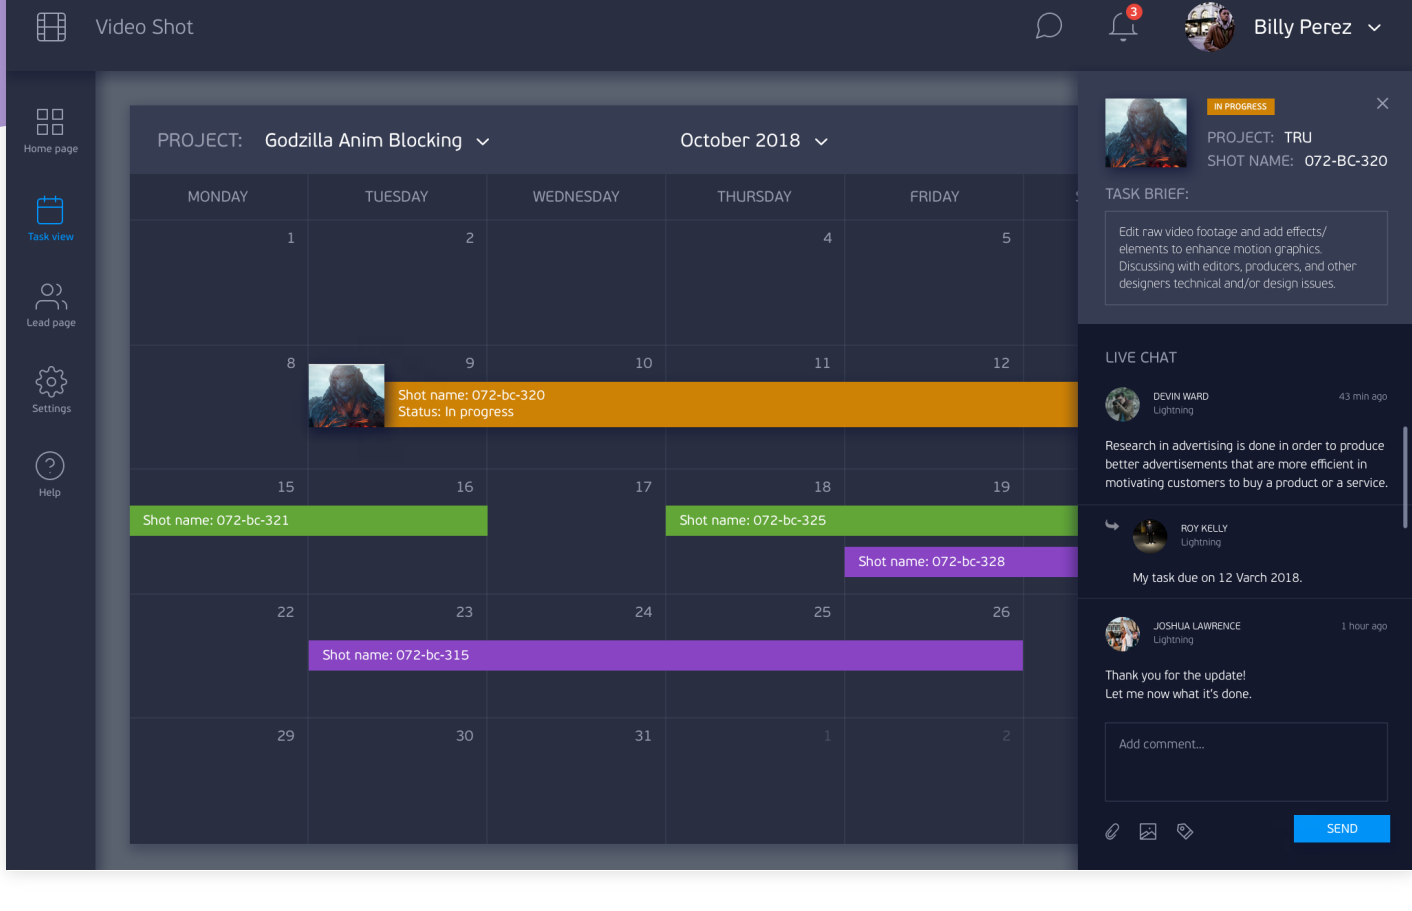 Video Shot
3
Billy Perez
Home page
Task view
Lead page
Settings
Help
PROJECT: Godzilla Anim Blocking
October 2018
MONDAY TUESDAY WEDNESDAY THURSDAY FRIDAY
1 2 4 5
8 9 10 11 12
Shot name: 072-bc-320
Status: In progress
15 16 17 18 19
Shot name: 072-bc-321
Shot name: 072-bc-325
Shot name: 072-bc-328
22 23 24 25 26
Shot name: 072-bc-315
29 30 31 1 2
IN PROGRESS
PROJECT: TRU
SHOT NAME: 072-BC-320
TASK BRIEF:
Edit raw video footage and add effects/
elements to enhance motion graphics.
Discussing with editors, producers, and other
designers technical and/or design issues.
LIVE CHAT
DEVIN WARD
43 min ago
Lightning
Research in advertising is done in order to produce
better advertisements that are more efficient in
motivating customers to buy a product or a service.
ROY KELLY
Lightning
My task due on 12 Varch 2018.
JOSHUA LAWRENCE
1 hour ago
Lightning
Thank you for the update!
Let me now what it's done.
Add comment...
SEND